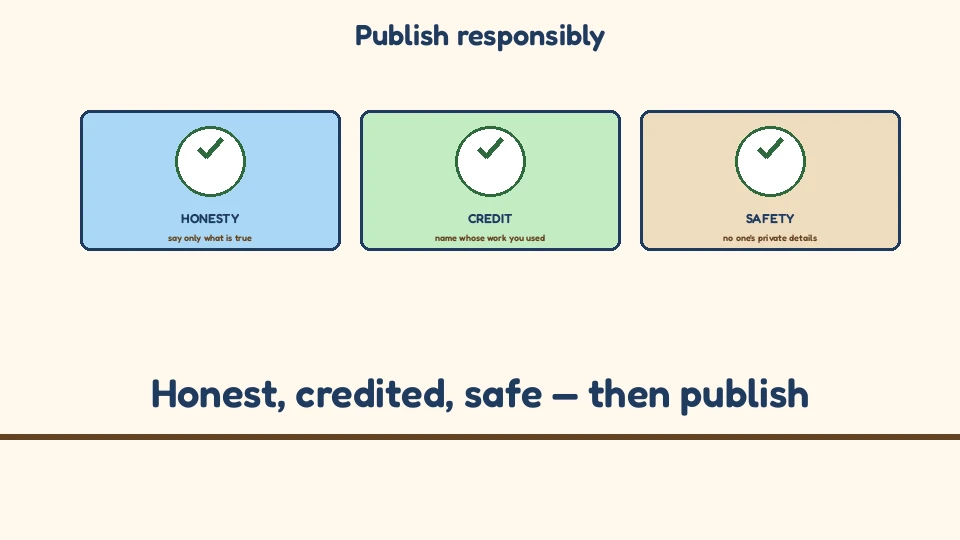 Publish responsibly
HONESTY
say only what is true
CREDIT
name whose work you used
SAFETY
no one's private details
Honest, credited, safe — then publish